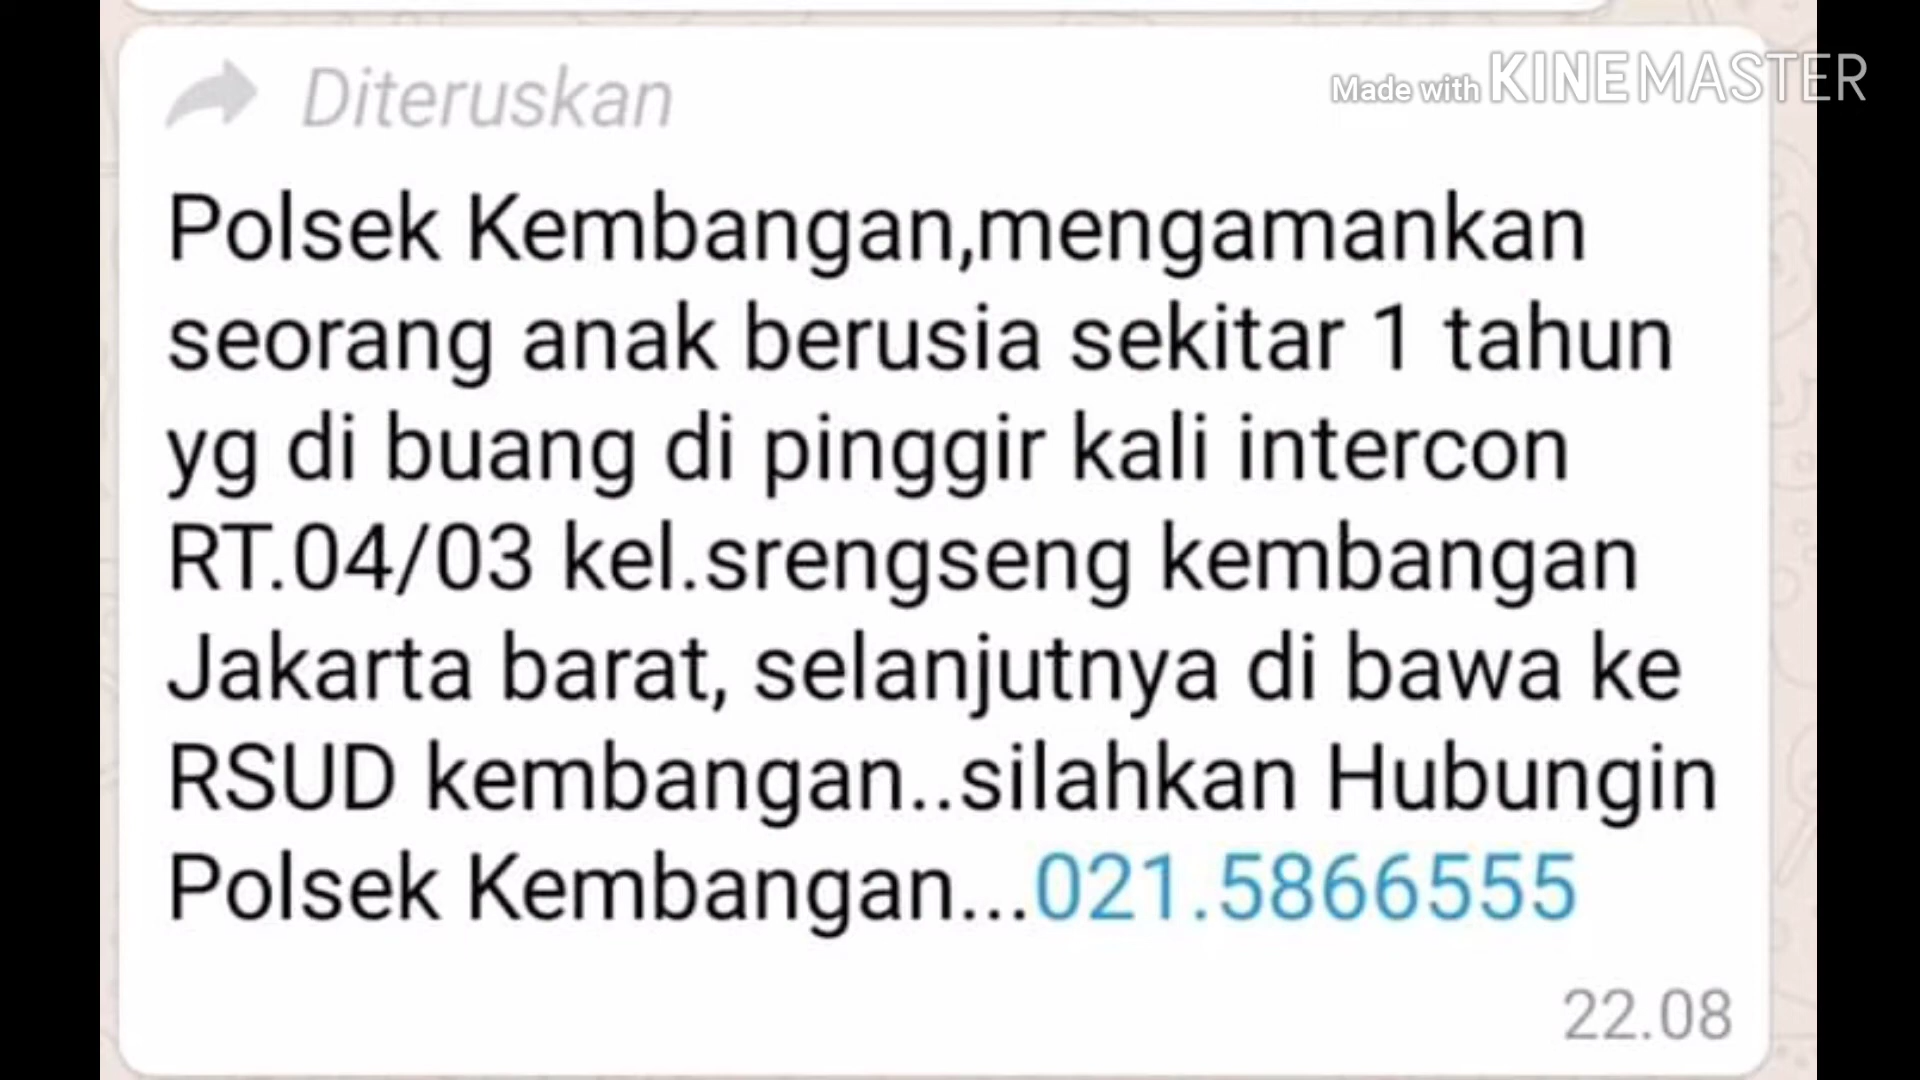 Diteruskan
Made with KINEMASTER
Polsek Kembangan,mengamankan
seorang anak berusia sekitar 1 tahun
yg di buang di pinggir kali intercon
RT.04/03 kel.srengseng kembangan
Jakarta barat, selanjutnya di bawa ke
RSUD kembangan..silahkan Hubungin
Polsek Kembangan...021.5866555
22.08